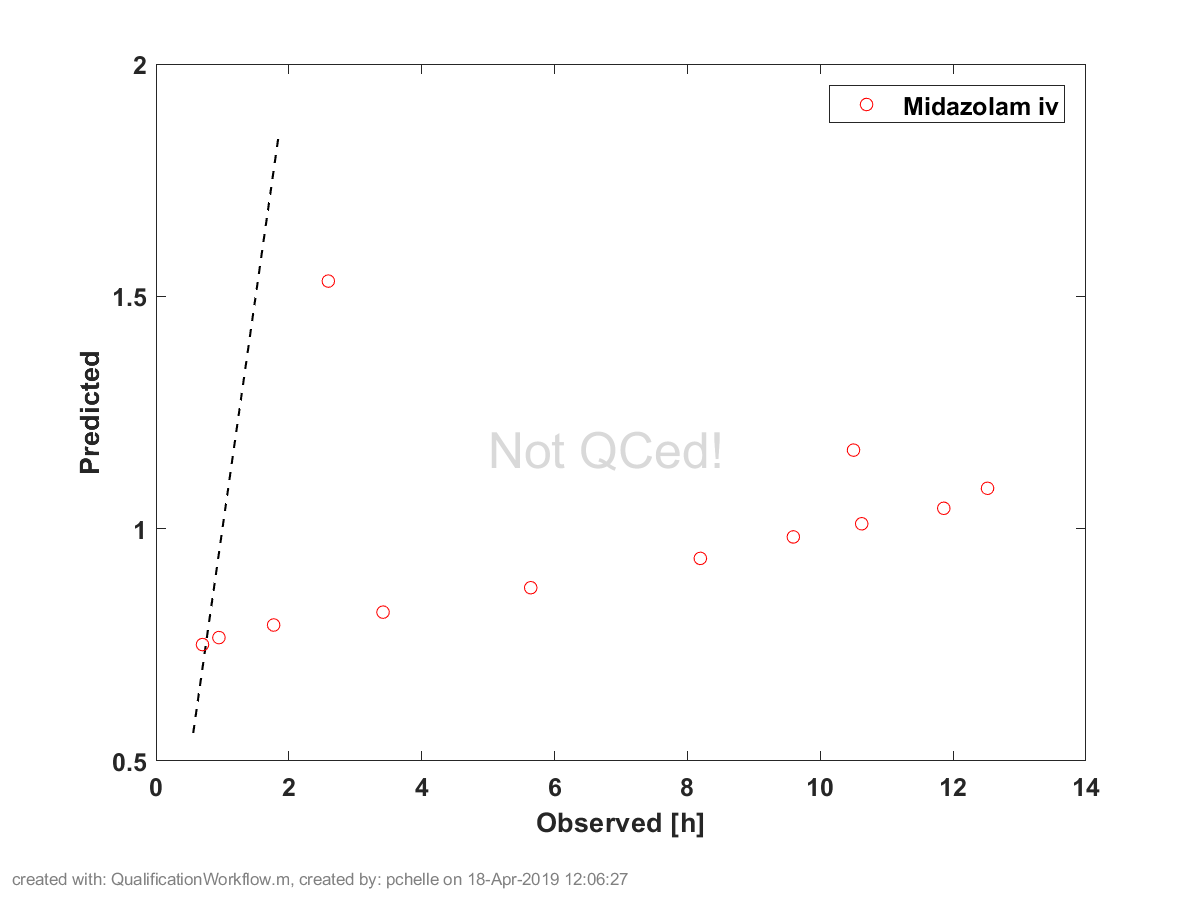 2
Midazolam iv
1.5
Predicted
Not QCed!
1
0.5
0 2 4 6 8 10 12 14
Observed [h]
created with: QualificationWorkflow.m, created by: pchelle on 18-Apr-2019 12:06:27